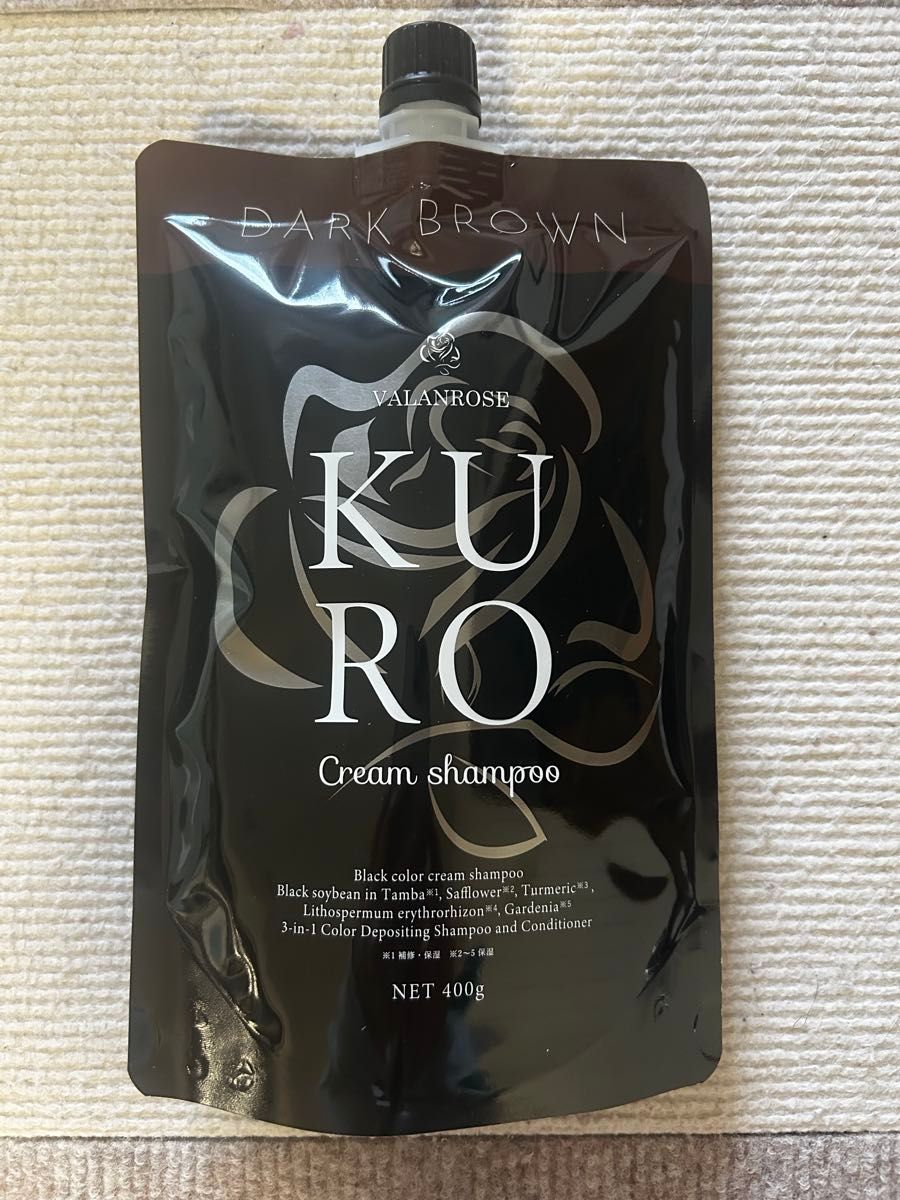 DARK BROWN
VALANROSE
KU
RO
Cream shampoo
Black color cream shampoo
Black soybean in Tamba※1, Safflower※2, Turmeric※3,
Lithospermum erythrorhizon※4, Gardenia※5
3-in-1 Color Depositing Shampoo and Conditioner
※1 補修・保湿　※2～5 保湿
NET 400g